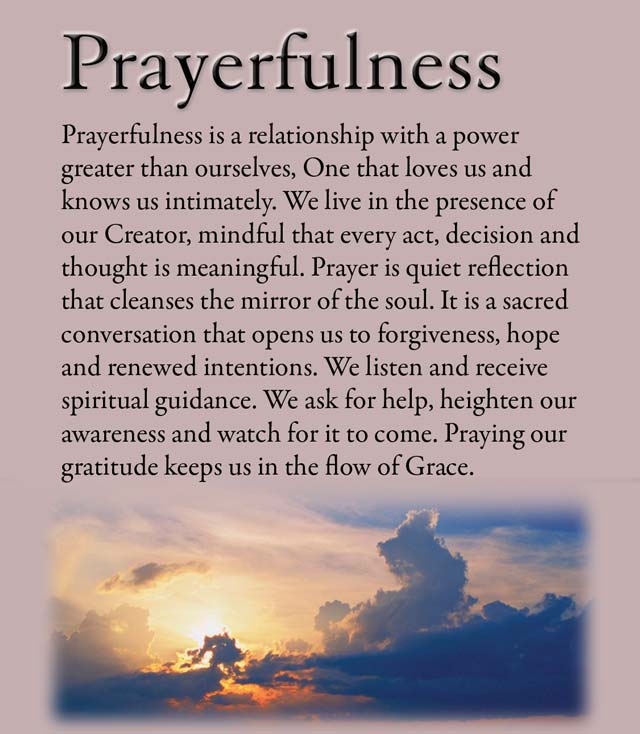 Prayerfulness
Prayerfulness is a relationship with a power
greater than ourselves, One that loves us and
knows us intimately. We live in the presence of
our Creator, mindful that every act, decision and
thought is meaningful. Prayer is quiet reflection
that cleanses the mirror of the soul. It is a sacred
conversation that opens us to forgiveness, hope
and renewed intentions. We listen and receive
spiritual guidance. We ask for help, heighten our
awareness and watch for it to come. Praying our
gratitude keeps us in the flow of Grace.